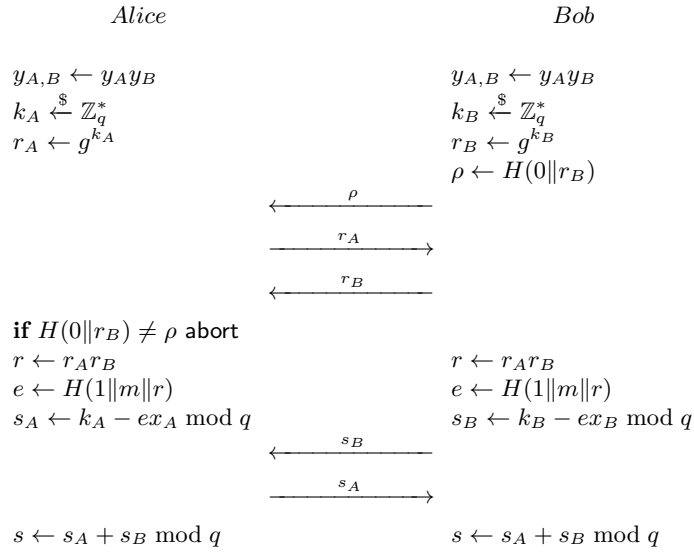 Alice Bob
y_{A,B} ← y_A y_B y_{A,B} ← y_A y_B
k_A ←$ ℤ_q^* k_B ←$ ℤ_q^*
r_A ← g^{k_A} r_B ← g^{k_B}
ρ ← H(0∥r_B)
ρ
r_A
r_B
if H(0∥r_B) ≠ ρ abort
r ← r_A r_B r ← r_A r_B
e ← H(1∥m∥r) e ← H(1∥m∥r)
s_A ← k_A − ex_A mod q s_B ← k_B − ex_B mod q
s_B
s_A
s ← s_A + s_B mod q s ← s_A + s_B mod q